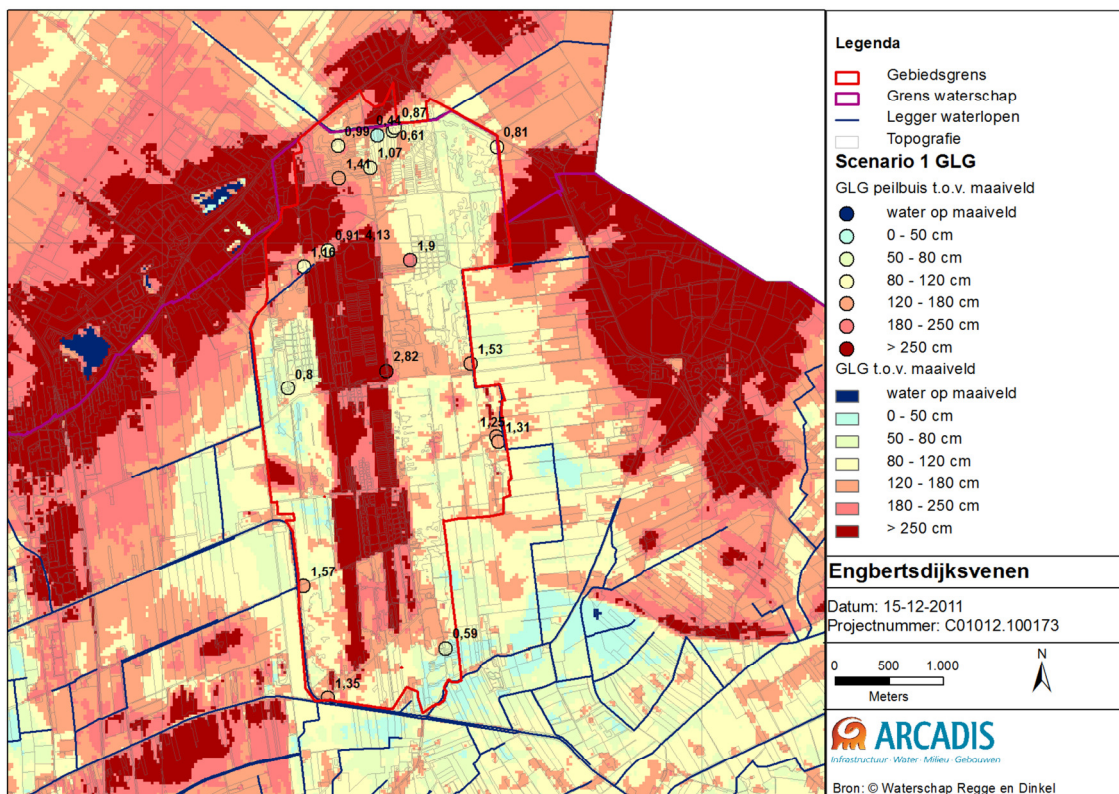 0,87
0,44
0,99
0,61
0,81
1,07
1,41
0,91-4,13
1,16
1,9
1,53
2,82
0,8
1,25
1,31
1,57
0,59
1,35
Legenda
Gebiedsgrens
Grens waterschap
Legger waterlopen
Topografie
Scenario 1 GLG
GLG peilbuis t.o.v. maaiveld
water op maaiveld
0 - 50 cm
50 - 80 cm
80 - 120 cm
120 - 180 cm
180 - 250 cm
> 250 cm
GLG t.o.v. maaiveld
water op maaiveld
0 - 50 cm
50 - 80 cm
80 - 120 cm
120 - 180 cm
180 - 250 cm
> 250 cm
Engbertsdijksvenen
Datum: 15-12-2011
Projectnummer: C01012.100173
N
0 500 1.000
Meters
ARCADIS
Infrastructuur · Water · Milieu · Gebouwen
Bron: © Waterschap Regge en Dinkel